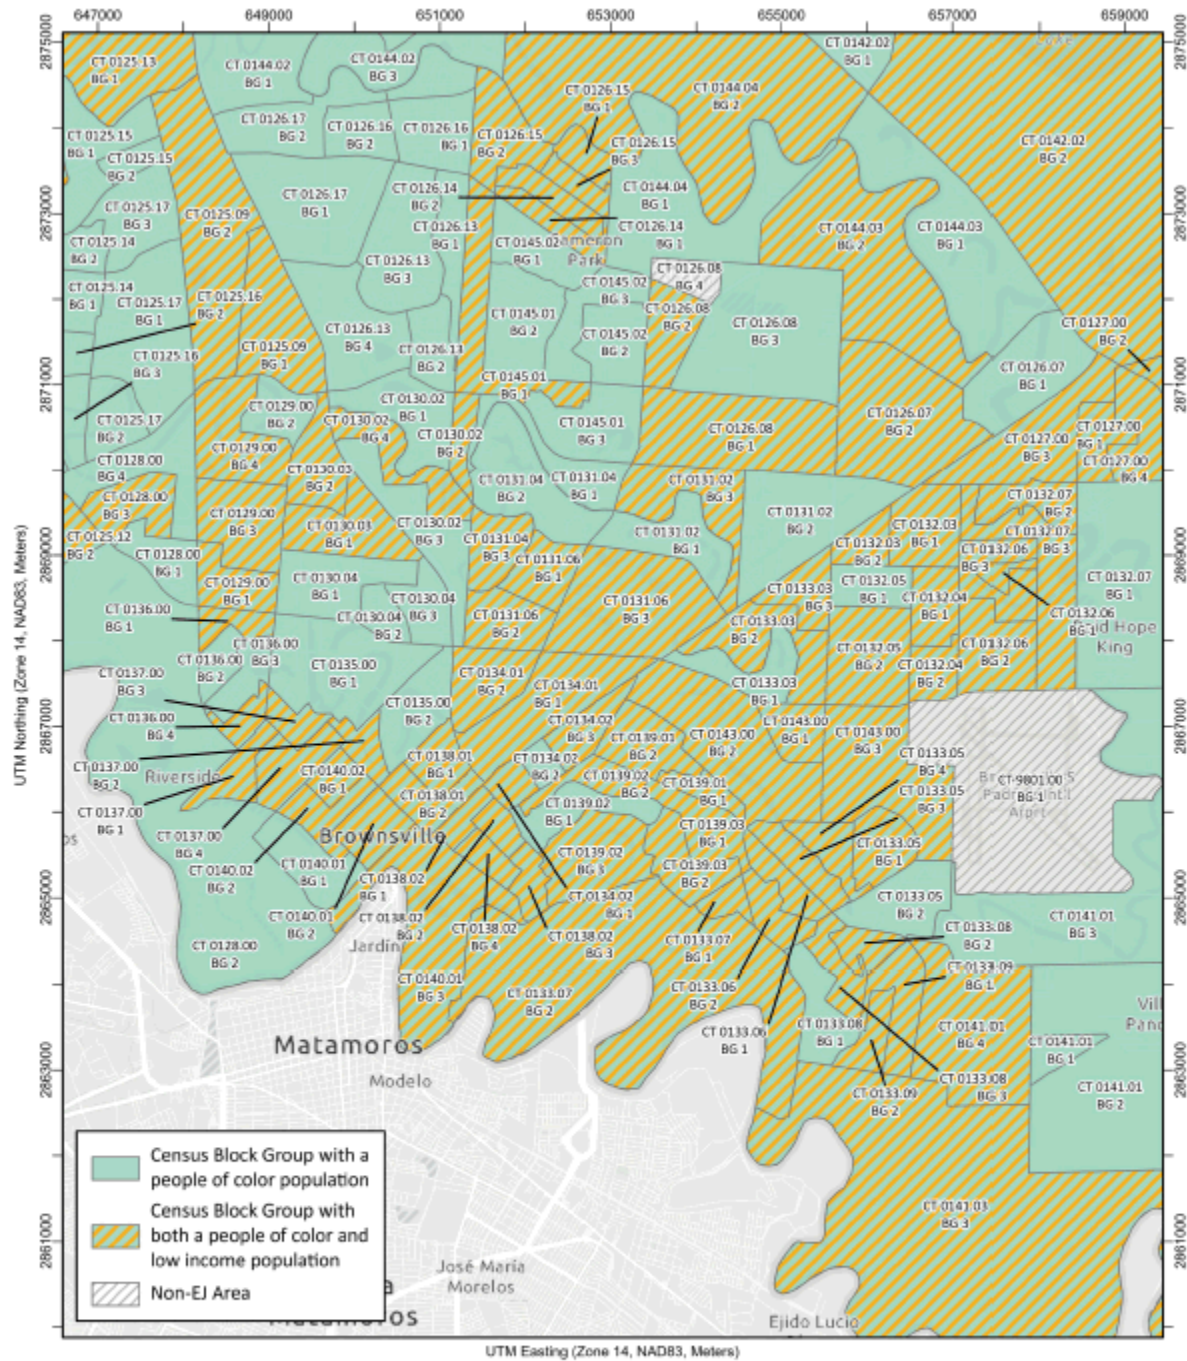 647000 649000 651000 653000 655000 657000 659000
2875000
2873000
2871000
2869000
2867000
2865000
2863000
2861000
UTM Northing (Zone 14, NAD83, Meters)
CT 0125.13
BG 1
CT 0144.02
BG 1
CT 0144.02
BG 3
CT 0142.02
BG 1
CT 0126.15
BG 1
CT 0144.04
BG 2
CT 0142.02
BG 2
CT 0125.15
BG 1
CT 0125.15
BG 2
CT 0126.17
BG 2
CT 0126.16
BG 2
CT 0126.16
BG 1
CT 0126.15
BG 2
CT 0126.15
BG 3
CT 0125.17
BG 3
CT 0125.09
BG 2
CT 0126.17
BG 1
CT 0126.14
BG 2
CT 0144.04
BG 1
CT 0126.13
BG 1
CT 0126.14
BG 1
CT 0144.03
BG 2
CT 0144.03
BG 1
CT 0125.14
BG 2
CT 0145.02
BG 1
Cameron
Park
CT 0126.13
BG 3
CT 0126.08
BG 4
CT 0125.14
BG 1
CT 0125.17
BG 1
CT 0125.16
BG 2
CT 0145.02
BG 3
CT 0145.01
BG 2
CT 0126.08
BG 2
CT 0126.08
BG 3
CT 0127.00
BG 2
CT 0125.16
BG 3
CT 0125.09
BG 1
CT 0126.13
BG 4
CT 0126.13
BG 2
CT 0145.02
BG 2
CT 0145.01
BG 1
CT 0126.07
BG 1
CT 0125.17
BG 2
CT 0129.00
BG 2
CT 0130.02
BG 4
CT 0130.02
BG 1
CT 0130.02
BG 2
CT 0145.01
BG 3
CT 0126.08
BG 1
CT 0126.07
BG 2
CT 0127.00
BG 3
CT 0127.00
BG 1
CT 0127.00
BG 4
CT 0128.00
BG 4
CT 0129.00
BG 4
CT 0130.03
BG 2
CT 0131.04
BG 2
CT 0131.04
BG 1
CT 0131.02
BG 3
CT 0128.00
BG 3
CT 0129.00
BG 3
CT 0130.03
BG 1
CT 0130.02
BG 3
CT 0131.04
BG 3
CT 0131.02
BG 1
CT 0131.02
BG 2
CT 0132.03
BG 1
CT 0132.07
BG 2
CT 0125.12
BG 2
CT 0128.00
BG 1
CT 0131.06
BG 1
CT 0132.03
BG 2
CT 0132.06
BG 3
CT 0132.07
BG 3
CT 0129.00
BG 1
CT 0130.04
BG 1
CT 0130.04
BG 3
CT 0130.04
BG 2
CT 0131.06
BG 2
CT 0131.06
BG 3
CT 0133.03
BG 3
CT 0132.05
BG 1
CT 0132.04
BG 1
CT 0132.07
BG 1
CT 0132.06
BG 1
King
CT 0136.00
BG 1
CT 0136.00
BG 3
CT 0136.00
BG 2
CT 0133.03
BG 2
CT 0132.05
BG 2
CT 0132.04
BG 2
CT 0132.06
BG 2
CT 0137.00
BG 3
CT 0135.00
BG 1
CT 0134.01
BG 2
CT 0134.01
BG 1
CT 0133.03
BG 1
CT 0136.00
BG 4
CT 0135.00
BG 2
CT 0134.02
BG 3
CT 0139.01
BG 2
CT 0143.00
BG 2
CT 0143.00
BG 1
CT 0143.00
BG 3
CT 0137.00
BG 2
Riverside
CT 0140.02
BG 1
CT 0138.01
BG 1
CT 0134.02
BG 2
CT 0139.02
BG 2
CT 0139.01
BG 1
CT 0133.05
BG 4
CT 9801.00
BG 1
CT 0137.00
BG 1
CT 0138.01
BG 2
CT 0139.02
BG 1
CT 0133.05
BG 3
CT 0137.00
BG 4
Brownsville
CT 0139.03
BG 1
CT 0133.05
BG 1
CT 0140.02
BG 2
CT 0140.01
BG 1
CT 0138.02
BG 1
CT 0139.02
BG 3
CT 0139.03
BG 2
CT 0134.02
BG 1
CT 0133.05
BG 2
CT 0140.01
BG 2
CT 0138.02
BG 2
CT 0138.02
BG 4
CT 0138.02
BG 3
CT 0133.07
BG 1
CT 0133.08
BG 2
CT 0141.01
BG 3
CT 0128.00
BG 2
Jardín
CT 0140.01
BG 3
CT 0133.07
BG 2
CT 0133.06
BG 2
CT 0133.09
BG 1
CT 0133.06
BG 1
CT 0133.08
BG 1
CT 0141.01
BG 4
CT 0141.01
BG 1
Matamoros
Modelo
CT 0133.09
BG 2
CT 0133.08
BG 3
CT 0141.01
BG 2
CT 0141.03
BG 3
José María
Morelos
Ejido Lucio
Census Block Group with a
people of color population
Census Block Group with
both a people of color and
low income population
Non-EJ Area
UTM Easting (Zone 14, NAD83, Meters)